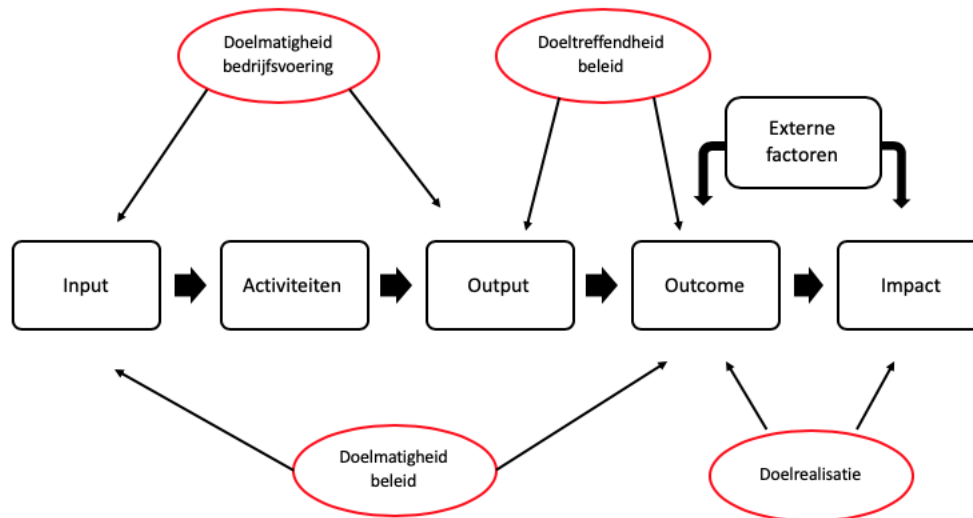 Doelmatigheid
bedrijfsvoering
Doeltreffendheid
beleid
Externe
factoren
Input
Activiteiten
Output
Outcome
Impact
Doelmatigheid
beleid
Doelrealisatie